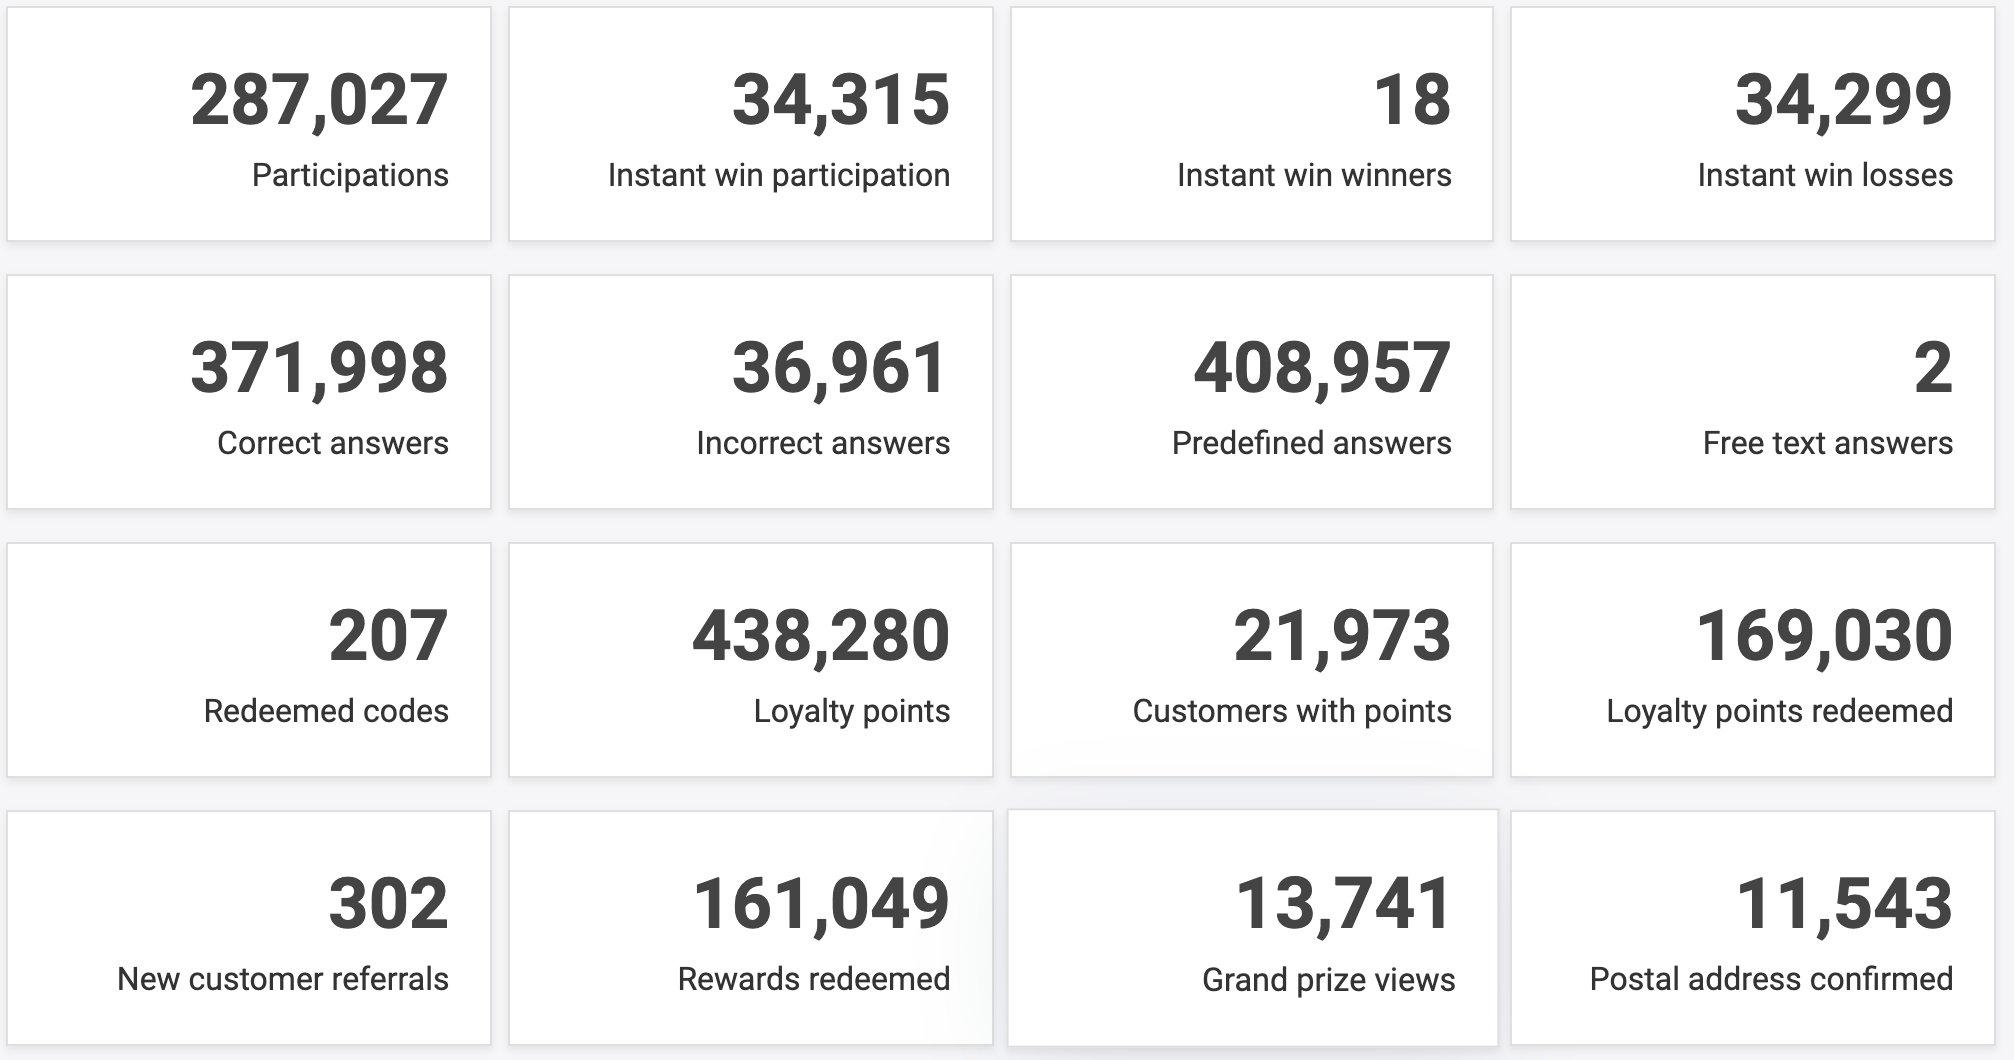 287,027
Participations
34,315
Instant win participation
18
Instant win winners
34,299
Instant win losses
371,998
Correct answers
36,961
Incorrect answers
408,957
Predefined answers
2
Free text answers
207
Redeemed codes
438,280
Loyalty points
21,973
Customers with points
169,030
Loyalty points redeemed
302
New customer referrals
161,049
Rewards redeemed
13,741
Grand prize views
11,543
Postal address confirmed